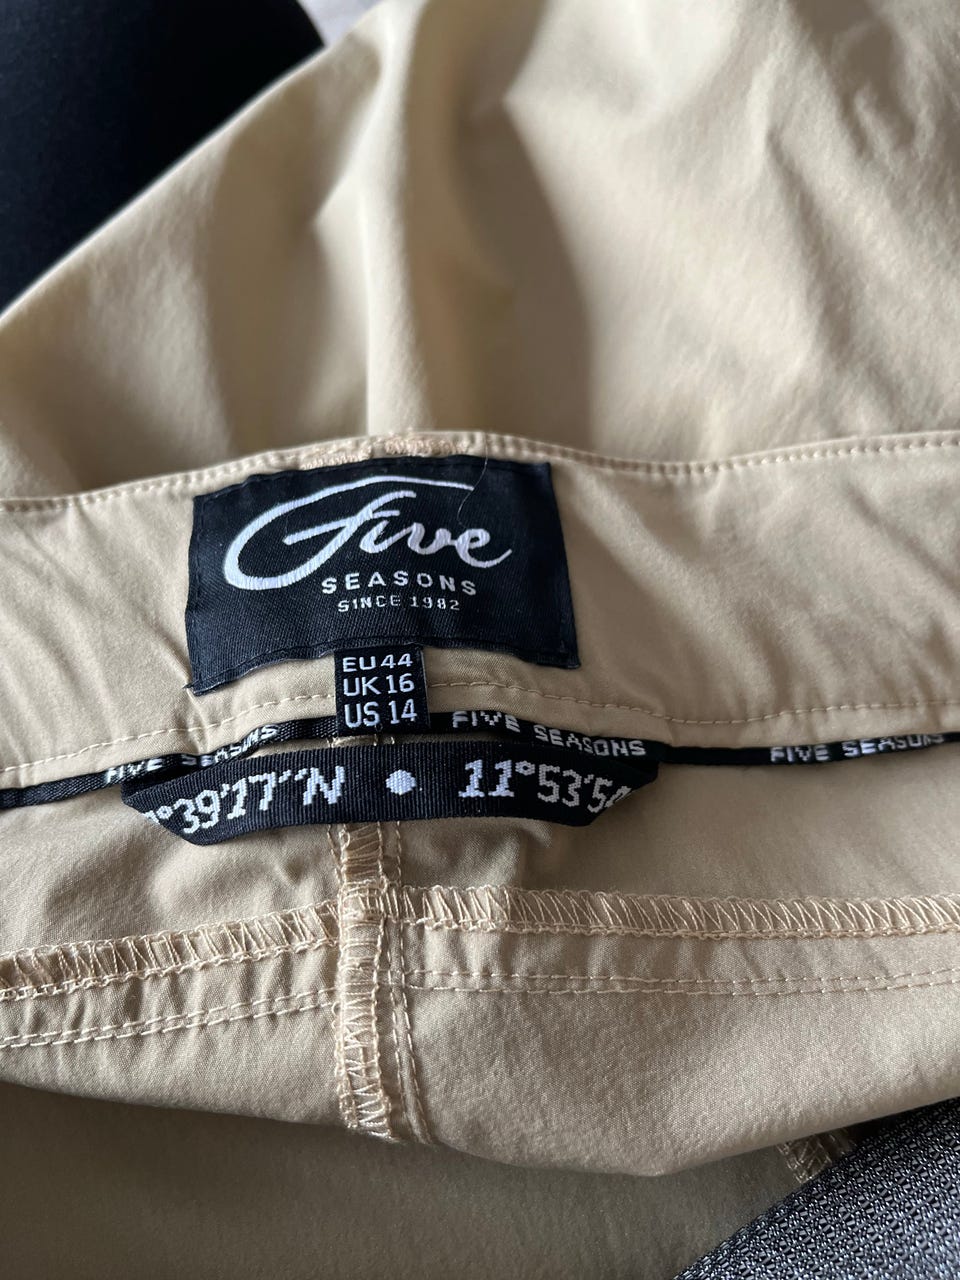 Five
SEASONS
SINCE 1982
EU 44
UK 16
US 14
FIVE SEASONS FIVE SEASONS FIVE SEASONS
°39'17''N • 11°53'5